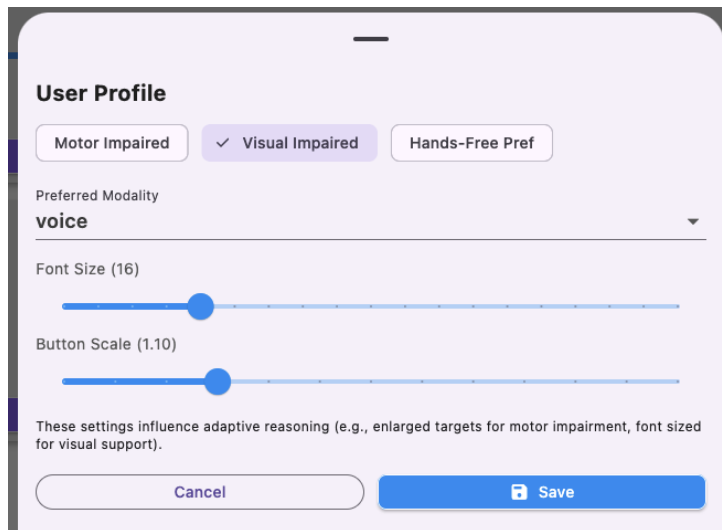 User Profile
Motor Impaired
Visual Impaired
Hands-Free Pref
Preferred Modality
voice
Font Size (16)
Button Scale (1.10)
These settings influence adaptive reasoning (e.g., enlarged targets for motor impairment, font sized
for visual support).
Cancel
Save